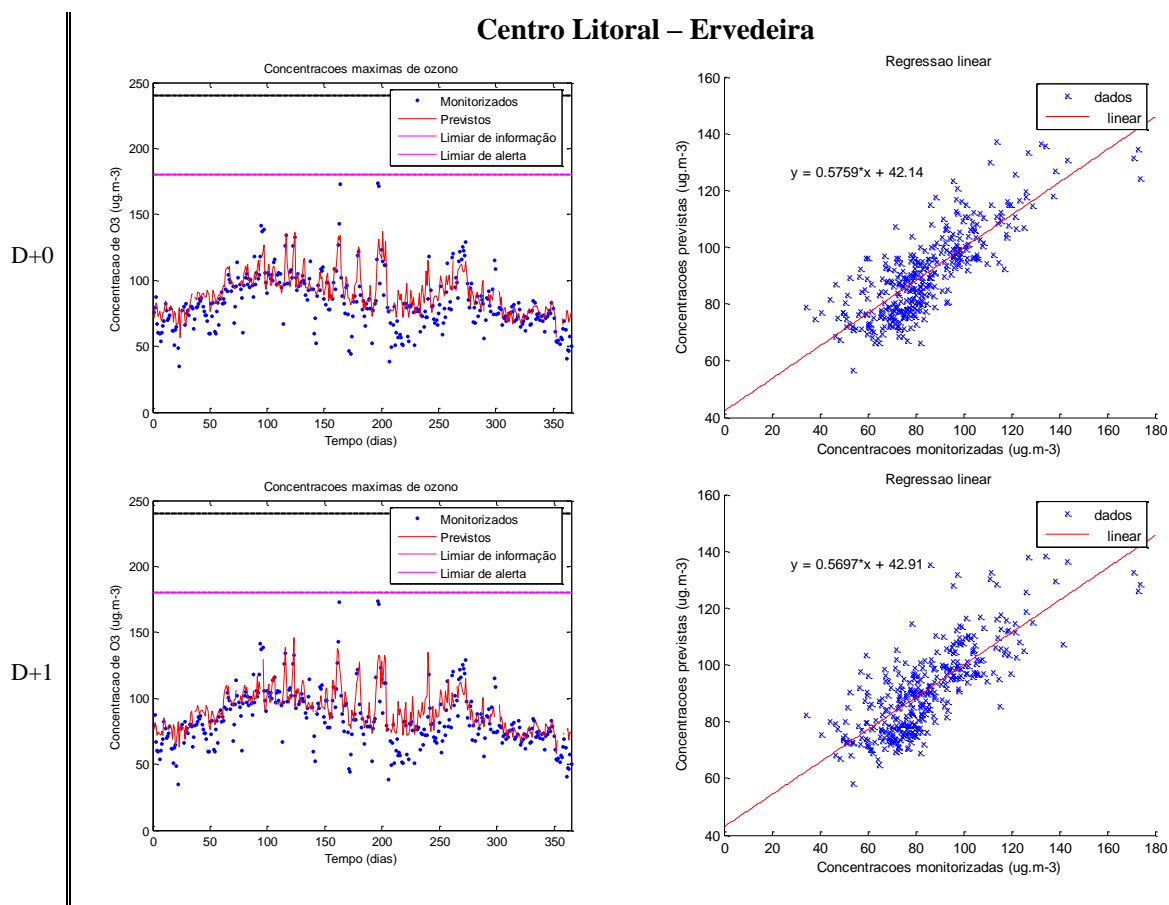 Centro Litoral – Ervedeira
D+0
Concentracoes maximas de ozono
Concentracao de O3 (ug.m-3)
250
200
150
100
50
0
0 50 100 150 200 250 300 350
Tempo (dias)
Monitorizados
Previstos
Limiar de informação
Limiar de alerta
Regressao linear
Concentracoes previstas (ug.m-3)
160
140
120
100
80
60
40
0 20 40 60 80 100 120 140 160 180
Concentracoes monitorizadas (ug.m-3)
dados
linear
y = 0.5759*x + 42.14
D+1
Concentracoes maximas de ozono
Concentracao de O3 (ug.m-3)
250
200
150
100
50
0
0 50 100 150 200 250 300 350
Tempo (dias)
Monitorizados
Previstos
Limiar de informação
Limiar de alerta
Regressao linear
Concentracoes previstas (ug.m-3)
160
140
120
100
80
60
40
0 20 40 60 80 100 120 140 160 180
Concentracoes monitorizadas (ug.m-3)
dados
linear
y = 0.5697*x + 42.91